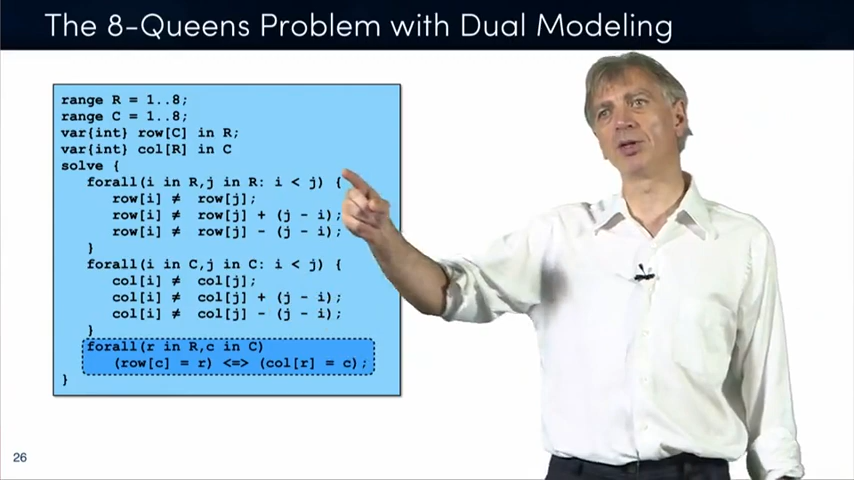 The 8-Queens Problem with Dual Modeling
range R = 1..8;
range C = 1..8;
var{int} row[C] in R;
var{int} col[R] in C
solve {
forall(i in R,j in R: i < j) {
row[i] ≠ row[j];
row[i] ≠ row[j] + (j - i);
row[i] ≠ row[j] - (j - i);
}
forall(i in C,j in C: i < j) {
col[i] ≠ col[j];
col[i] ≠ col[j] + (j - i);
col[i] ≠ col[j] - (j - i);
}
forall(r in R,c in C)
(row[c] = r) <=> (col[r] = c);
}
26